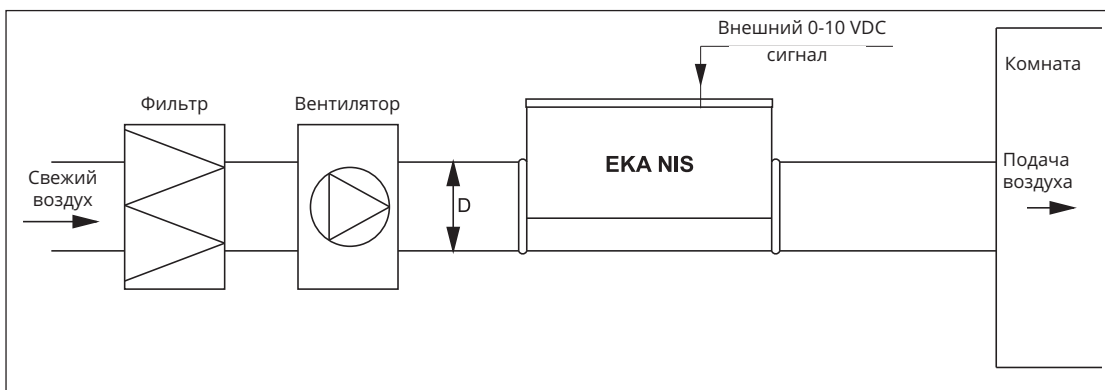 Внешний 0-10 VDC
сигнал
Комната
Фильтр
Вентилятор
EKA NIS
Свежий
воздух
D
Подача
воздуха